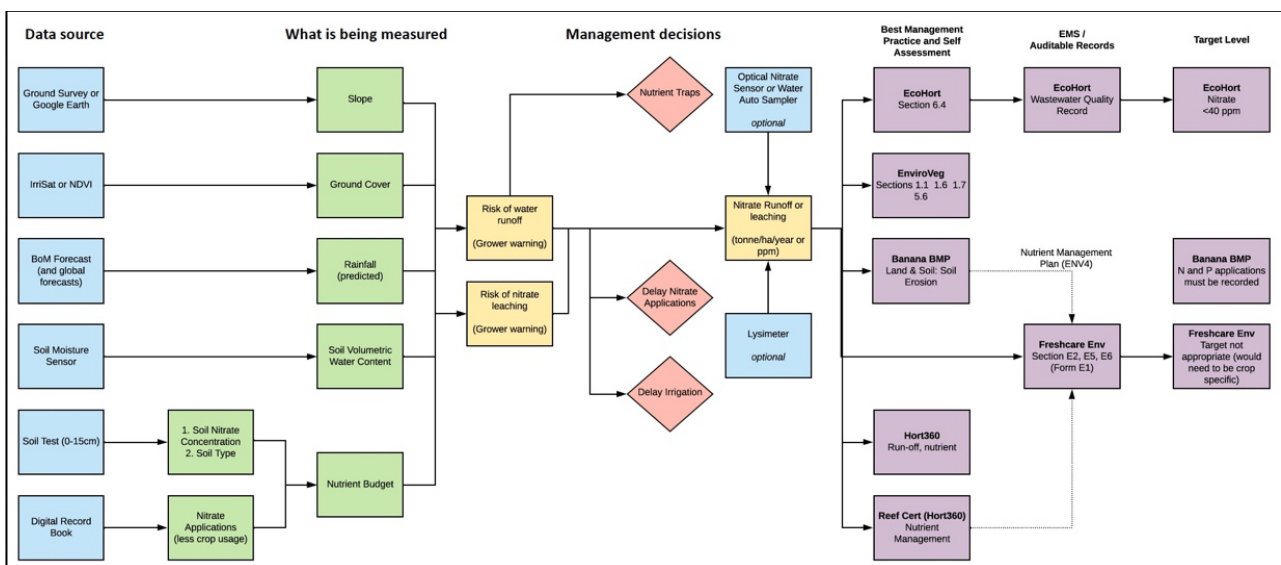 Data source
What is being measured
Management decisions
Best Management
Practice and Self
Assessment
EMS /
Auditable Records
Target Level
Ground Survey or
Google Earth
Slope
Nutrient Traps
Optical Nitrate
Sensor or Water
Auto Sampler
optional
EcoHort
Section 6.4
EcoHort
Wastewater Quality
Record
EcoHort
Nitrate
<40 ppm
IrriSat or NDVI
Ground Cover
Risk of water
runoff
(Grower warning)
Nitrate Runoff or
leaching
(tonne/ha/year or
ppm)
EnviroVeg
Sections 1.1 1.6 1.7
5.6
BoM Forecast
(and global
forecasts)
Rainfall
(predicted)
Risk of nitrate
leaching
(Grower warning)
Delay Nitrate
Applications
Banana BMP
Land & Soil: Soil
Erosion
Nutrient Management
Plan (ENV4)
Banana BMP
N and P applications
must be recorded
Soil Moisture
Sensor
Soil Volumetric
Water Content
Delay Irrigation
Lysimeter
optional
Freshcare Env
Section E2, E5, E6
(Form E1)
Freshcare Env
Target not
appropriate (would
need to be crop
specific)
Soil Test (0-15cm)
1. Soil Nitrate
Concentration
2. Soil Type
Nutrient Budget
Hort360
Run-off, nutrient
Digital Record
Book
Nitrate
Applications
(less crop usage)
Reef Cert (Hort360)
Nutrient
Management